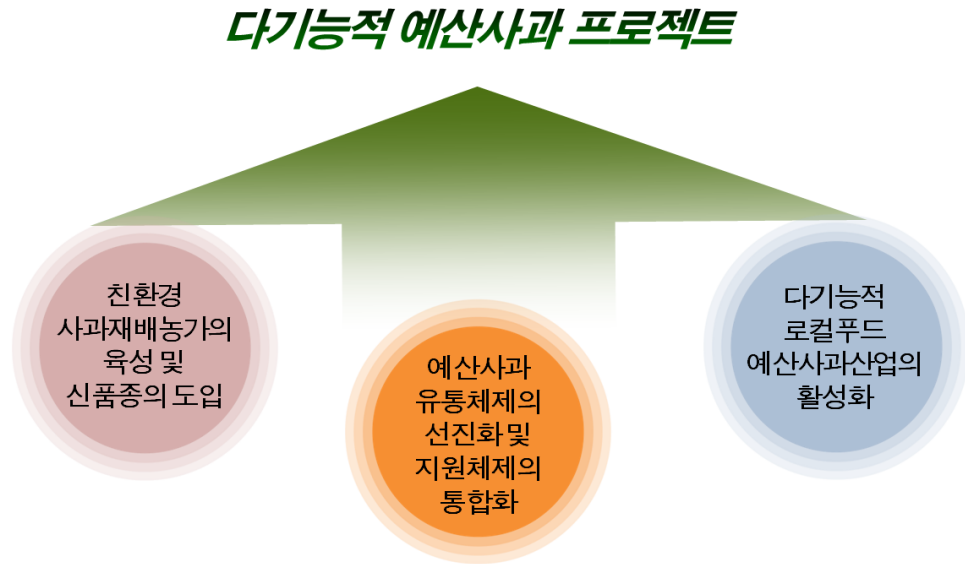 다기능적 예산사과 프로젝트
친환경
사과재배농가의
육성 및
신품종의 도입
예산사과
유통체제의
선진화 및
지원체제의
통합화
다기능적
로컬푸드
예산사과산업의
활성화